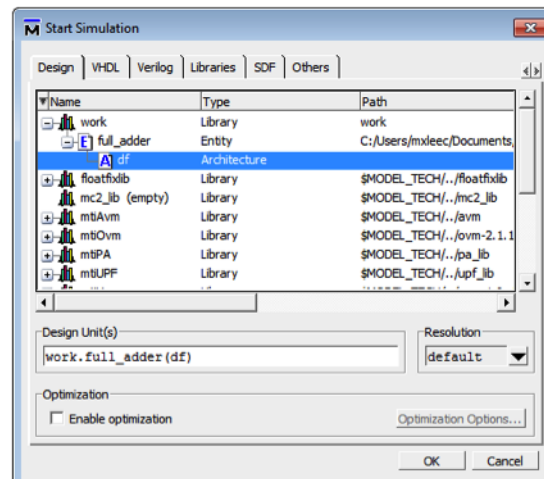 M Start Simulation
Design VHDL Verilog Libraries SDF Others
Name Type Path
work Library work
E full_adder Entity C:/Users/mxleec/Documents,
A df Architecture
floatfixlib Library $MODEL_TECH/../floatfixlib
mc2_lib (empty) Library $MODEL_TECH/../mc2_lib
mtiAvm Library $MODEL_TECH/../avm
mtiOvm Library $MODEL_TECH/../ovm-2.1.1
mtiPA Library $MODEL_TECH/../pa_lib
mtiUPF Library $MODEL_TECH/../upf_lib
Design Unit(s) Resolution
work.full_adder(df) default
Optimization
Enable optimization Optimization Options...
OK Cancel